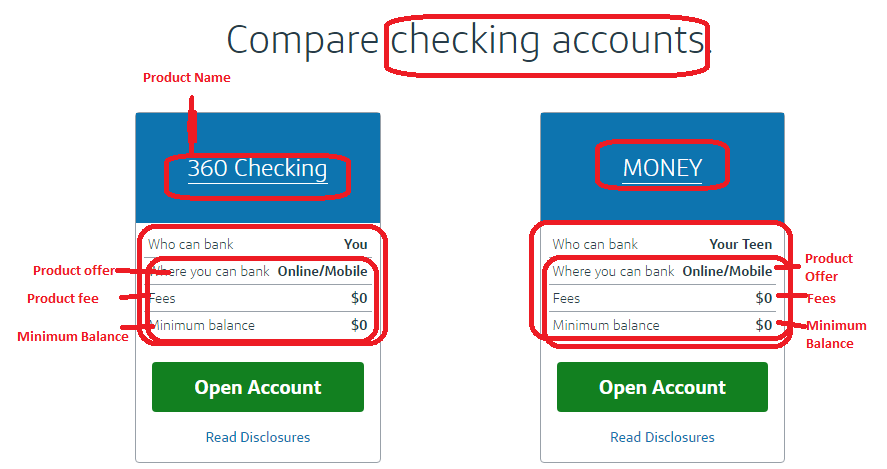 Compare checking accounts.
Product Name
360 Checking
Who can bank You
Product offer Where you can bank Online/Mobile
Product fee Fees $0
Minimum Balance Minimum balance $0
Open Account
Read Disclosures
MONEY
Who can bank Your Teen
Where you can bank Online/Mobile Product
Offer
Fees $0 Fees
Minimum balance $0 Minimum
Balance
Open Account
Read Disclosures